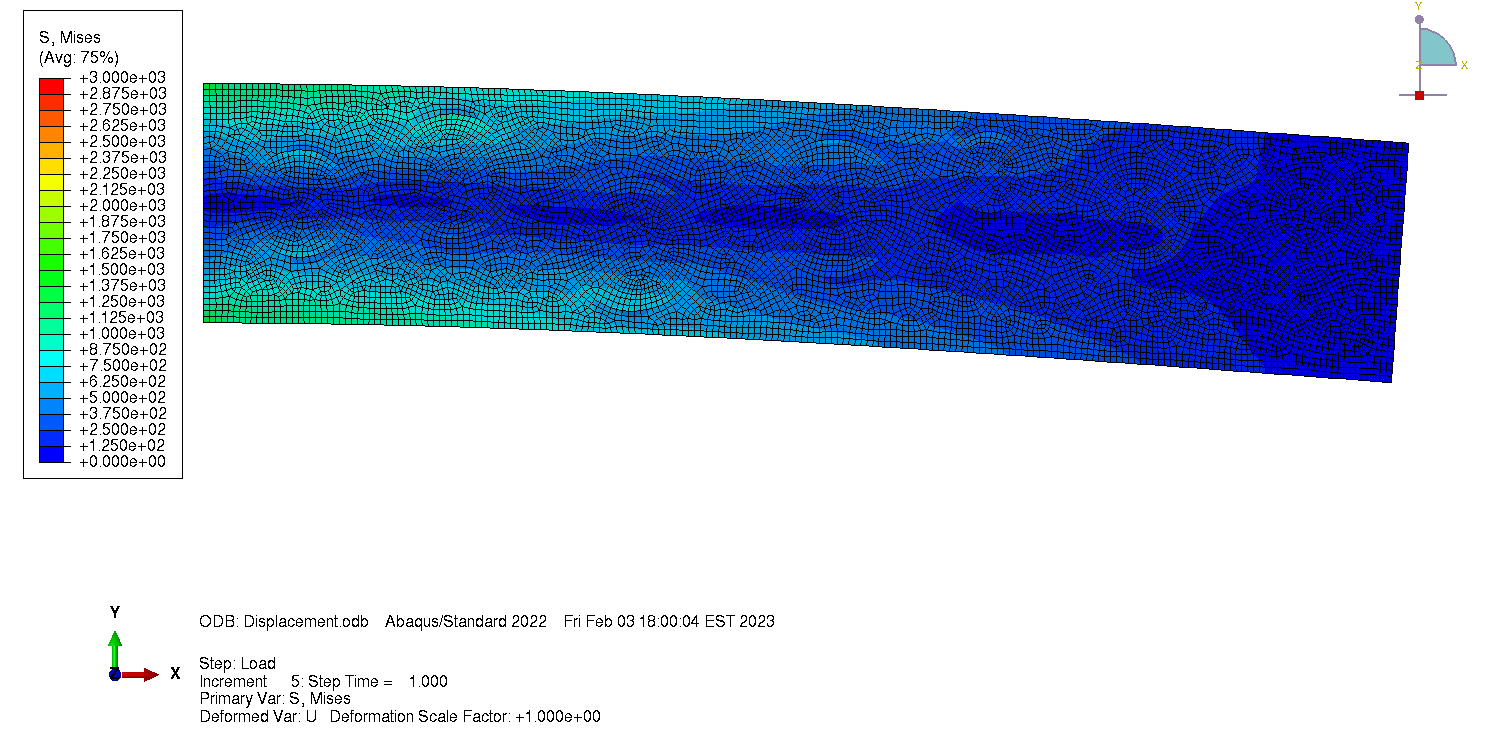 S, Mises
(Avg: 75%)
+3.000e+03
+2.875e+03
+2.750e+03
+2.625e+03
+2.500e+03
+2.375e+03
+2.250e+03
+2.125e+03
+2.000e+03
+1.875e+03
+1.750e+03
+1.625e+03
+1.500e+03
+1.375e+03
+1.250e+03
+1.125e+03
+1.000e+03
+8.750e+02
+7.500e+02
+6.250e+02
+5.000e+02
+3.750e+02
+2.500e+02
+1.250e+02
+0.000e+00
Y
Z X
Y
Z X
ODB: Displacement.odb Abaqus/Standard 2022 Fri Feb 03 18:00:04 EST 2023
Step: Load
Increment 5: Step Time = 1.000
Primary Var: S, Mises
Deformed Var: U Deformation Scale Factor: +1.000e+00